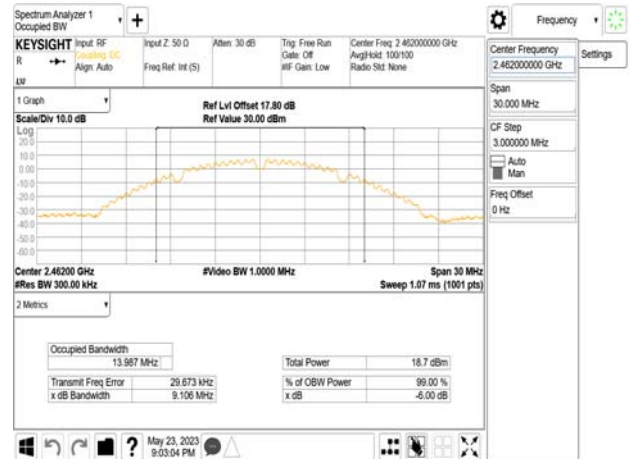 Spectrum Analyzer 1
Occupied BW
Frequency
KEYSIGHT
R
Input: RF
Coupling: DC
Align: Auto
Input Z: 50 Ω
Freq Ref: Int (S)
Atten: 30 dB
Trig: Free Run
Gate: Off
#IF Gain: Low
Center Freq: 2.462000000 GHz
Avg|Hold: 100/100
Radio Std: None
Center Frequency
2.462000000 GHz
Settings
Span
30.000 MHz
CF Step
3.000000 MHz
Auto
Man
Freq Offset
0 Hz
1 Graph
Scale/Div 10.0 dB
Ref Lvl Offset 17.80 dB
Ref Value 30.00 dBm
Log
20.0
10.0
0.00
-10.0
-20.0
-30.0
-40.0
-50.0
-60.0
Center 2.46200 GHz
#Res BW 300.00 kHz
#Video BW 1.0000 MHz
Span 30 MHz
Sweep 1.07 ms (1001 pts)
2 Metrics
Occupied Bandwidth
13.987 MHz
Total Power 18.7 dBm
Transmit Freq Error 29.673 kHz
% of OBW Power 99.00 %
x dB Bandwidth 9.106 MHz
x dB -6.00 dB
May 23, 2023
9:03:04 PM